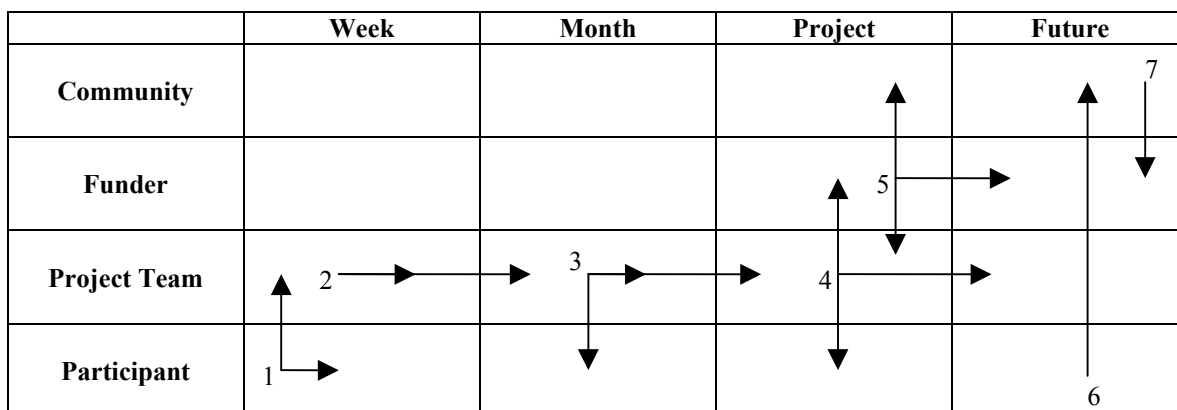 Week Month Project Future
7
Community
Funder 5
Project Team 2 3 4
Participant 1
6